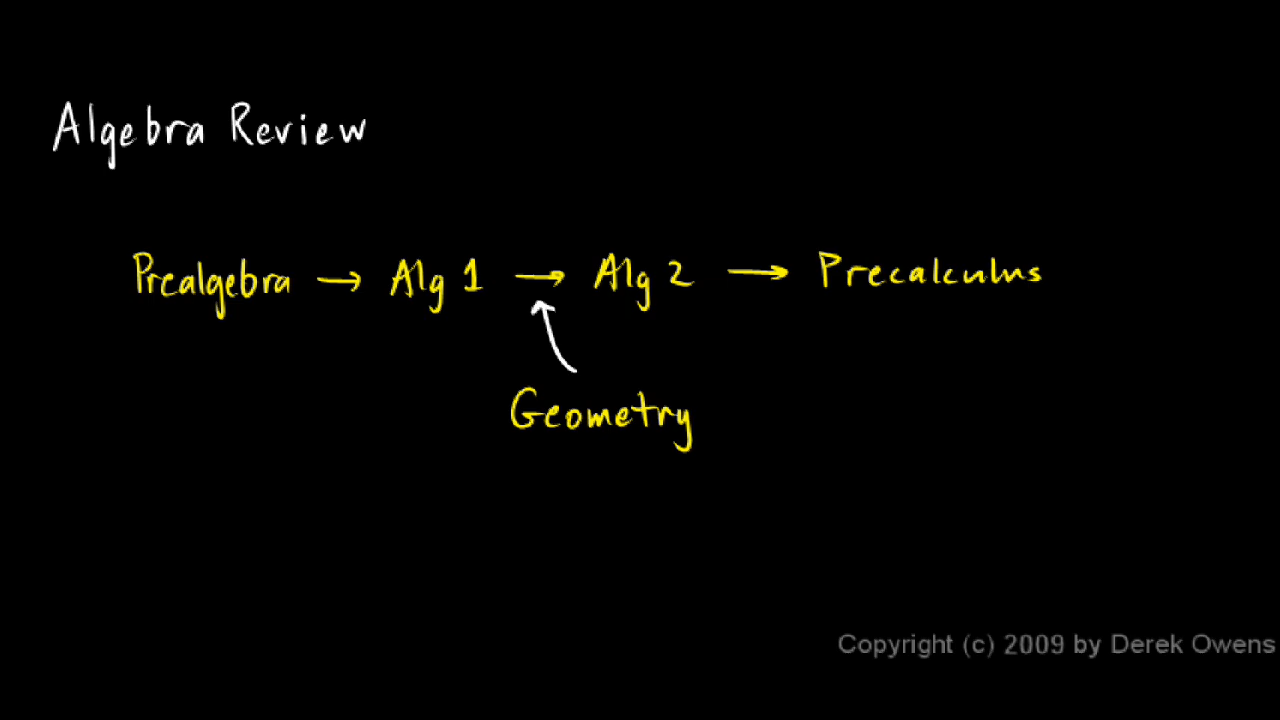 Algebra Review
Prealgebra → Alg 1 → Alg 2 → Precalculus
Geometry
Copyright (c) 2009 by Derek Owens